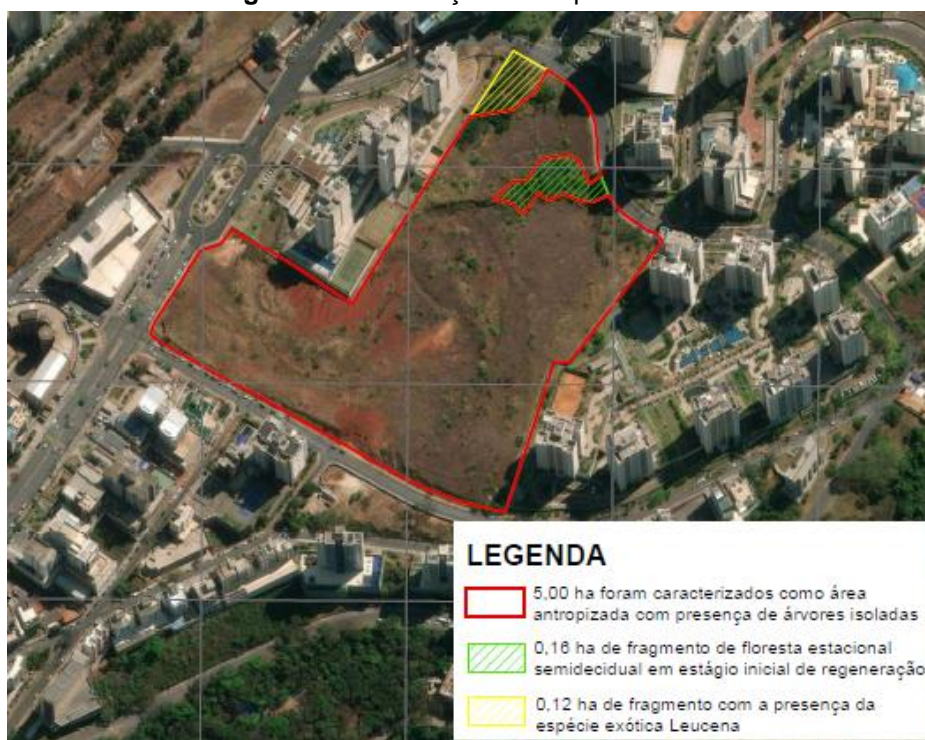 LEGENDA
5,00 ha foram caracterizados como área
antropizada com presença de árvores isoladas
0,16 ha de fragmento de floresta estacional
semidecidual em estágio inicial de regeneração
0,12 ha de fragmento com a presença da
espécie exótica Leucena